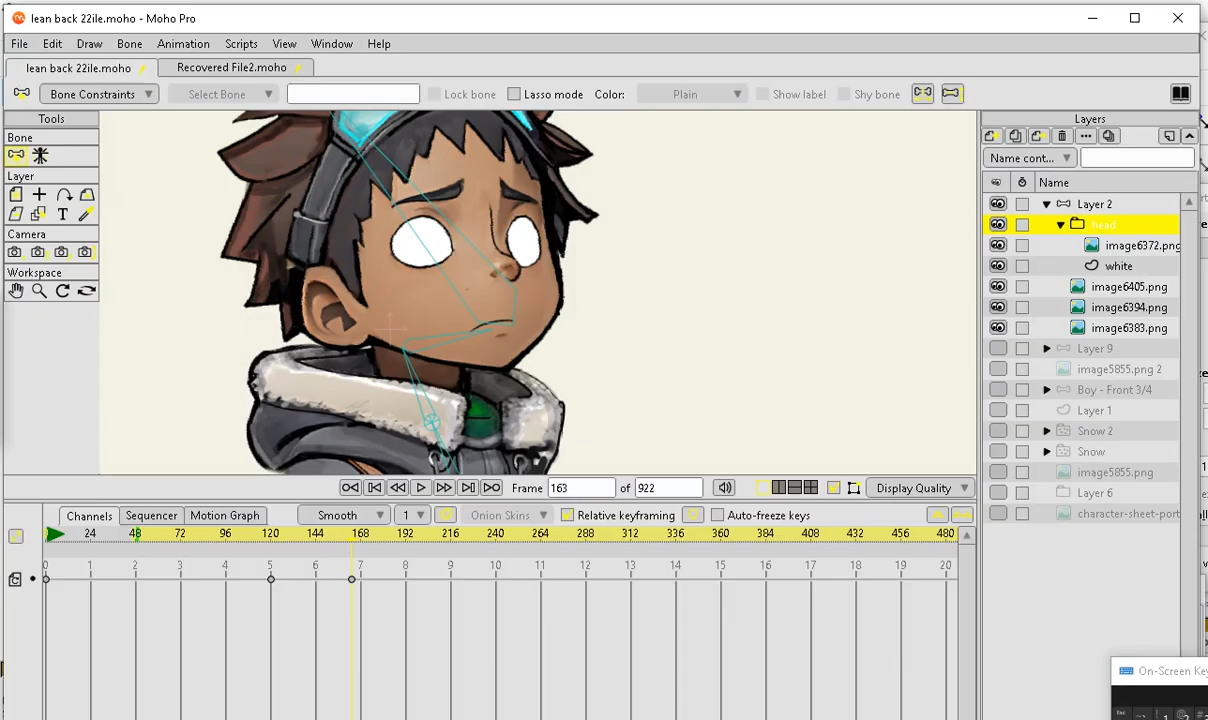 lean back 22ile.moho - Moho Pro
File Edit Draw Bone Animation Scripts View Window Help
lean back 22ile.moho Recovered File2.moho
Bone Constraints Select Bone Lock bone Lasso mode Color: Plain Show label Shy bone
Tools
Bone
Layer
T
Camera
Workspace
Layers
Name cont...
Name
Layer 2
head
image6372.png
white
image6405.png
image6394.png
image6383.png
Layer 9
image5855.png 2
Boy - Front 3/4
Layer 1
Snow 2
Snow
image5855.png
Layer 6
character-sheet-port
Frame 163 of 922 Display Quality
Channels Sequencer Motion Graph Smooth 1 Onion Skins Relative keyframing Auto-freeze keys
24 48 72 96 120 144 168 192 216 240 264 288 312 336 360 384 408 432 456 480
0 1 2 3 4 5 6 7 8 9 10 11 12 13 14 15 16 17 18 19 20
On-Screen Key